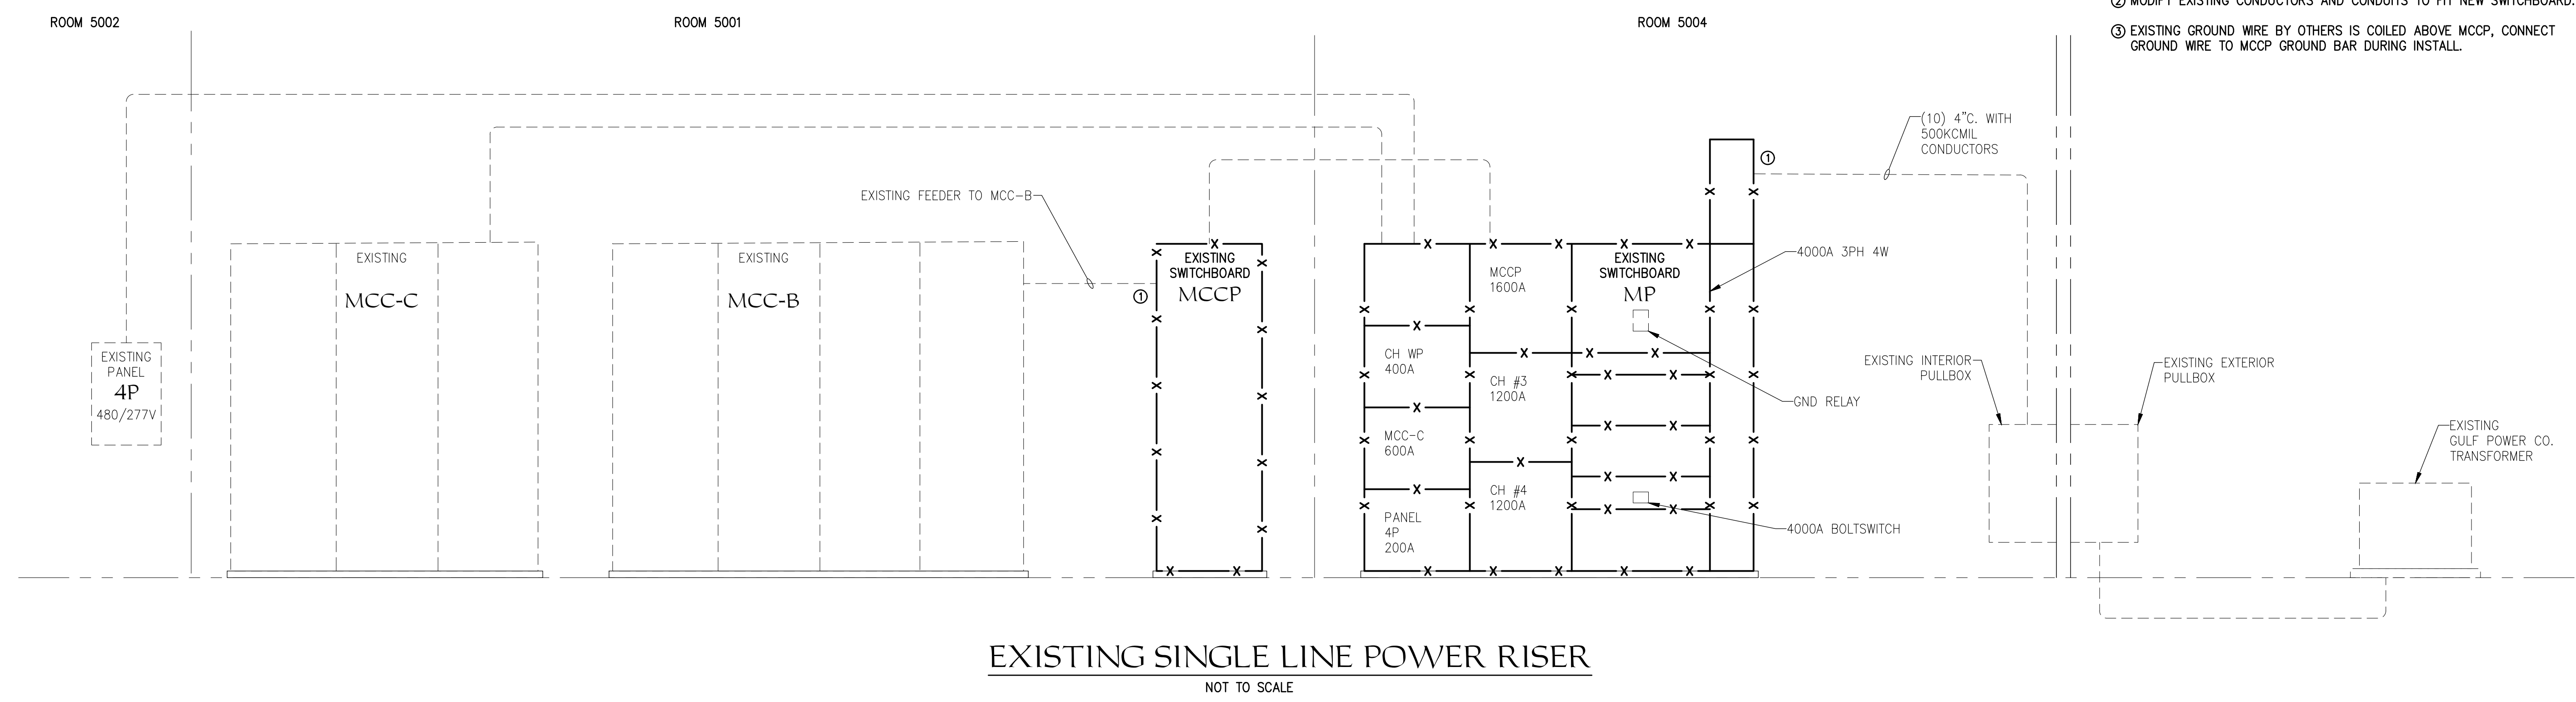 ROOM 5002
ROOM 5001
ROOM 5004
② MODIFY EXISTING CONDUCTORS AND CONDUITS TO FIT NEW SWITCHBOARD.
③ EXISTING GROUND WIRE BY OTHERS IS COILED ABOVE MCCP, CONNECT
GROUND WIRE TO MCCP GROUND BAR DURING INSTALL.
EXISTING
PANEL
4P
480/277V
EXISTING
MCC-C
EXISTING
MCC-B
EXISTING FEEDER TO MCC-B
①
EXISTING
SWITCHBOARD
MCCP
CH WP
400A
MCC-C
600A
PANEL
4P
200A
MCCP
1600A
CH #3
1200A
CH #4
1200A
EXISTING
SWITCHBOARD
MP
①
(10) 4"C. WITH
500KCMIL
CONDUCTORS
4000A 3PH 4W
GND RELAY
4000A BOLTSWITCH
EXISTING INTERIOR
PULLBOX
EXISTING EXTERIOR
PULLBOX
EXISTING
GULF POWER CO.
TRANSFORMER
EXISTING SINGLE LINE POWER RISER
NOT TO SCALE